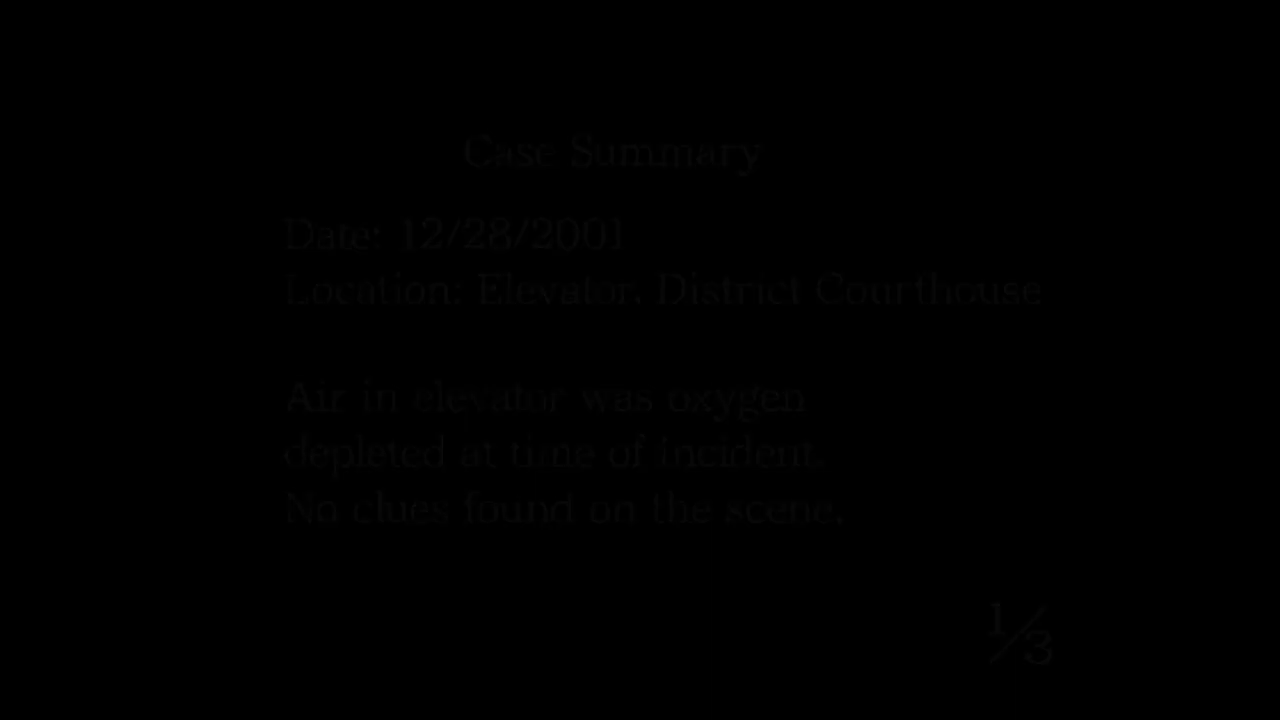 Case Summary
Date: 12/28/2001
Location: Elevator, District Courthouse
Air in elevator was oxygen
depleted at time of incident.
No clues found on the scene.
1/3